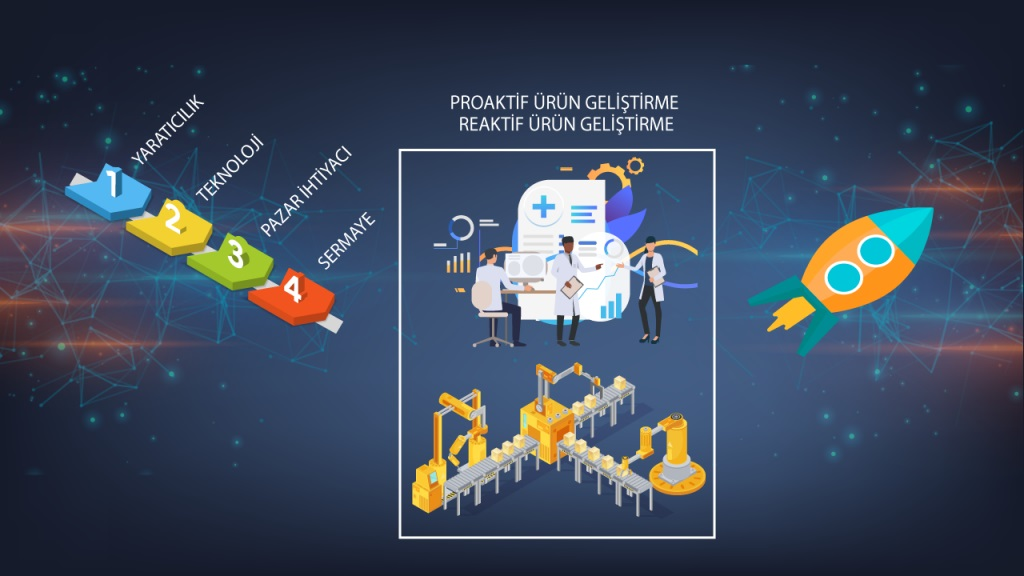 1
YARATICILIK
2
TEKNOLOJİ
3
PAZAR İHTİYACI
4
SERMAYE
PROAKTİF ÜRÜN GELİŞTİRME
REAKTİF ÜRÜN GELİŞTİRME